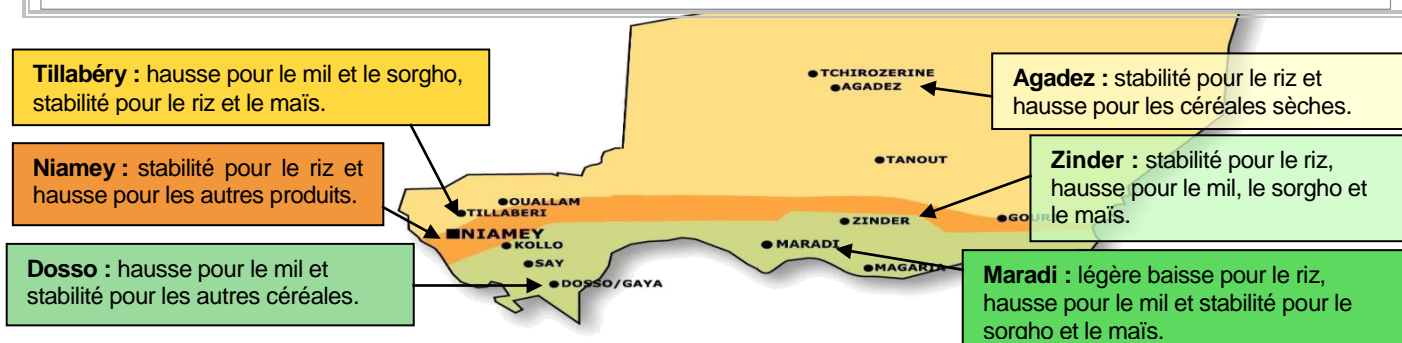 Tillabéry : hausse pour le mil et le sorgho,
stabilité pour le riz et le maïs.
Niamey : stabilité pour le riz et
hausse pour les autres produits.
Dosso : hausse pour le mil et
stabilité pour les autres céréales.
TCHIROZERINE
AGADEZ
TANOUT
OUALLAM
TILLABERI
NIAMEY
KOLLO
SAY
DOSSO/GAYA
ZINDER
MARADI
MAGARIA
GOUR
Agadez : stabilité pour le riz et
hausse pour les céréales sèches.
Zinder : stabilité pour le riz,
hausse pour le mil, le sorgho et
le maïs.
Maradi : légère baisse pour le riz,
hausse pour le mil et stabilité pour le
sorgho et le maïs.